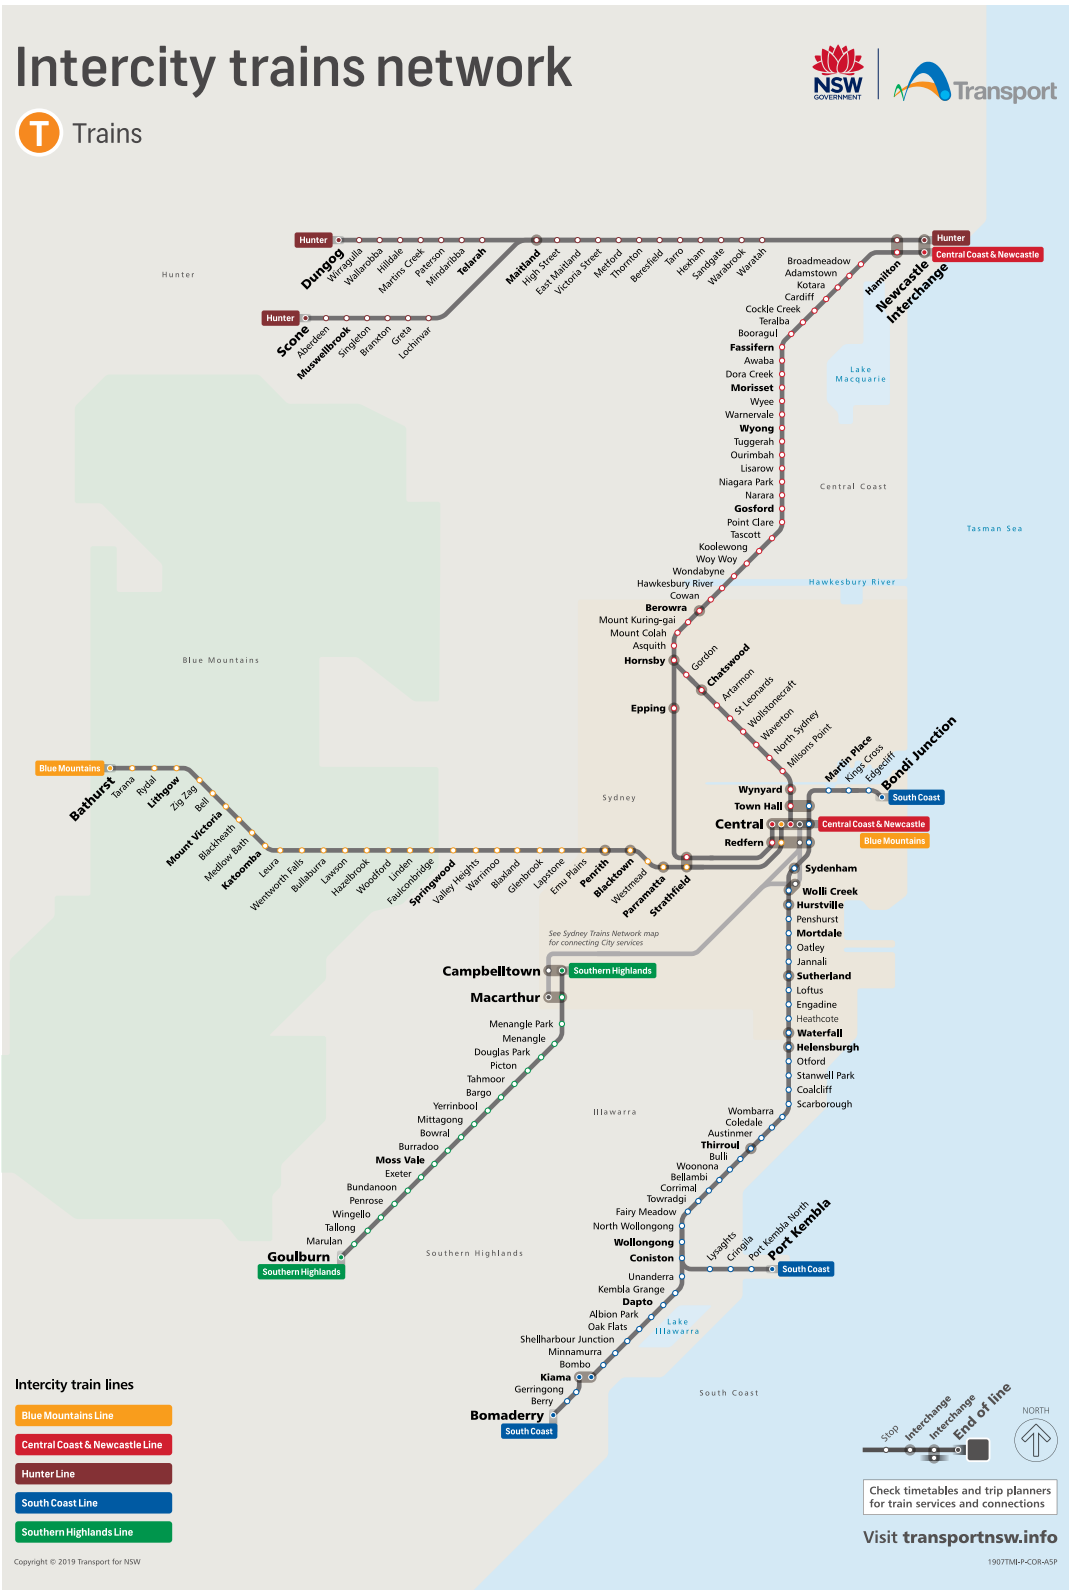 Intercity trains network
T Trains
NSW
GOVERNMENT
Transport
Hunter
Dungog
Wirragulla
Wallarobba
Hilldale
Martins Creek
Paterson
Mindaribba
Telarah
Maitland
High Street
East Maitland
Victoria Street
Metford
Thornton
Beresfield
Tarro
Hexham
Sandgate
Warabrook
Waratah
Hamilton
Newcastle
Interchange
Hunter
Central Coast & Newcastle
Hunter
Hunter
Scone
Aberdeen
Muswellbrook
Singleton
Branxton
Greta
Lochinvar
Broadmeadow
Adamstown
Kotara
Cardiff
Cockle Creek
Teralba
Booragul
Fassifern
Awaba
Dora Creek
Morisset
Wyee
Warnervale
Wyong
Tuggerah
Ourimbah
Lisarow
Niagara Park
Narara
Gosford
Point Clare
Tascott
Koolewong
Woy Woy
Wondabyne
Hawkesbury River
Cowan
Berowra
Mount Kuring-gai
Mount Colah
Asquith
Hornsby
Lake
Macquarie
Central Coast
Tasman Sea
Hawkesbury River
Blue Mountains
Gordon
Chatswood
Artarmon
St Leonards
Wollstonecraft
Waverton
North Sydney
Milsons Point
Epping
Wynyard
Town Hall
Central
Redfern
Sydney
Martin Place
Kings Cross
Edgecliff
Bondi Junction
South Coast
Central Coast & Newcastle
Blue Mountains
Blue Mountains
Bathurst
Tarana
Rydal
Lithgow
Zig Zag
Bell
Mount Victoria
Blackheath
Medlow Bath
Katoomba
Leura
Wentworth Falls
Bullaburra
Lawson
Hazelbrook
Woodford
Linden
Faulconbridge
Springwood
Valley Heights
Warrimoo
Blaxland
Glenbrook
Lapstone
Emu Plains
Penrith
Blacktown
Westmead
Parramatta
Strathfield
Sydenham
Wolli Creek
Hurstville
Penshurst
Mortdale
Oatley
Jannali
Sutherland
Loftus
Engadine
Heathcote
Waterfall
Helensburgh
Otford
Stanwell Park
Coalcliff
Scarborough
Wombarra
Coledale
Austinmer
Thirroul
Bulli
Woonona
Bellambi
Corrimal
Towradgi
Fairy Meadow
North Wollongong
Wollongong
Coniston
Lysaghts
Cringila
Port Kembla North
Port Kembla
South Coast
Unanderra
Kembla Grange
Dapto
Albion Park
Oak Flats
Shellharbour Junction
Minnamurra
Bombo
Kiama
Gerringong
Berry
Bomaderry
South Coast
Lake
Illawarra
South Coast
See Sydney Trains Network map
for connecting City services
Campbelltown
Southern Highlands
Macarthur
Menangle Park
Menangle
Douglas Park
Picton
Tahmoor
Bargo
Yerrinbool
Mittagong
Bowral
Burradoo
Moss Vale
Exeter
Bundanoon
Penrose
Wingello
Tallong
Marulan
Goulburn
Southern Highlands
Illawarra
Southern Highlands
Intercity train lines
Blue Mountains Line
Central Coast & Newcastle Line
Hunter Line
South Coast Line
Southern Highlands Line
Copyright © 2019 Transport for NSW
Stop
Interchange
Interchange
End of line
NORTH
Check timetables and trip planners
for train services and connections
Visit transportnsw.info
1907TMI-P-COR-A5P